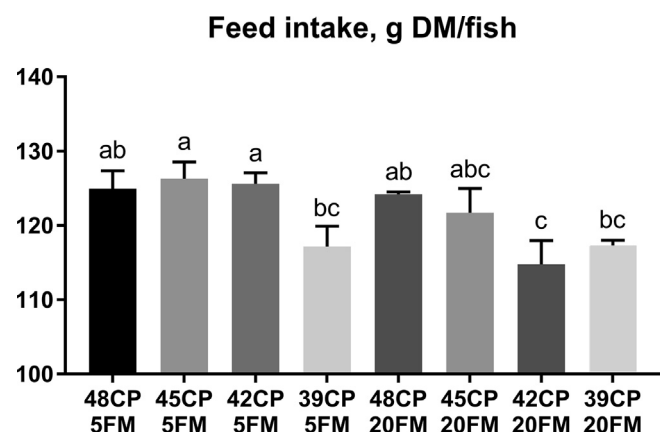 Feed intake, g DM/fish
140
130
120
110
100
ab
a
a
bc
ab
abc
c
bc
48CP 45CP 42CP 39CP 48CP 45CP 42CP 39CP
5FM 5FM 5FM 5FM 20FM 20FM 20FM 20FM